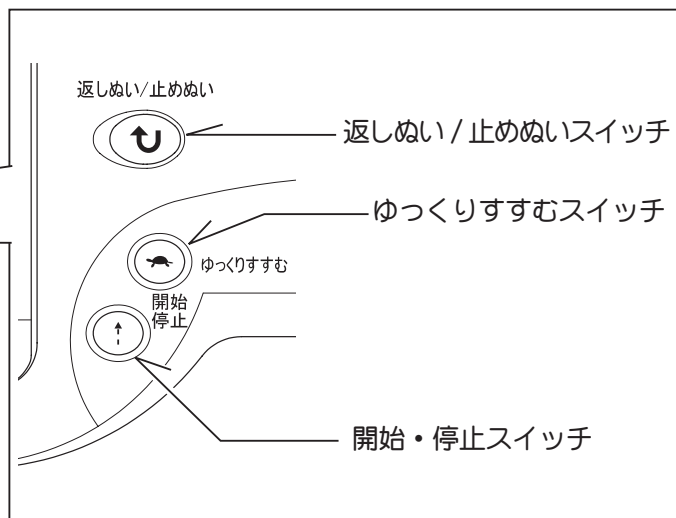 返しぬい/止めぬい
返しぬい / 止めぬいスイッチ
ゆっくりすすむスイッチ
ゆっくりすすむ
開始
停止
開始・停止スイッチ